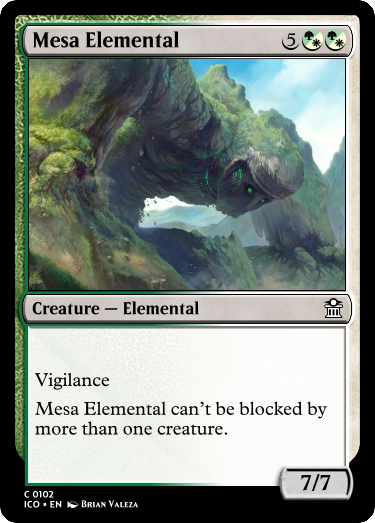 Mesa Elemental 5
Creature — Elemental
Vigilance
Mesa Elemental can't be blocked by
more than one creature.
7/7
C 0102
ICO • EN Brian Valeza